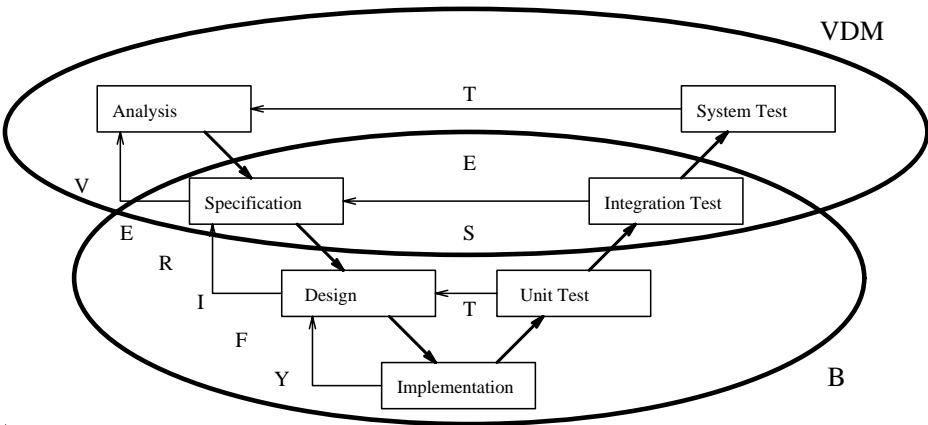 VDM
T
Analysis
System Test
E
V
Specification
Integration Test
E
S
R
I
Design
T
Unit Test
F
Y
Implementation
B